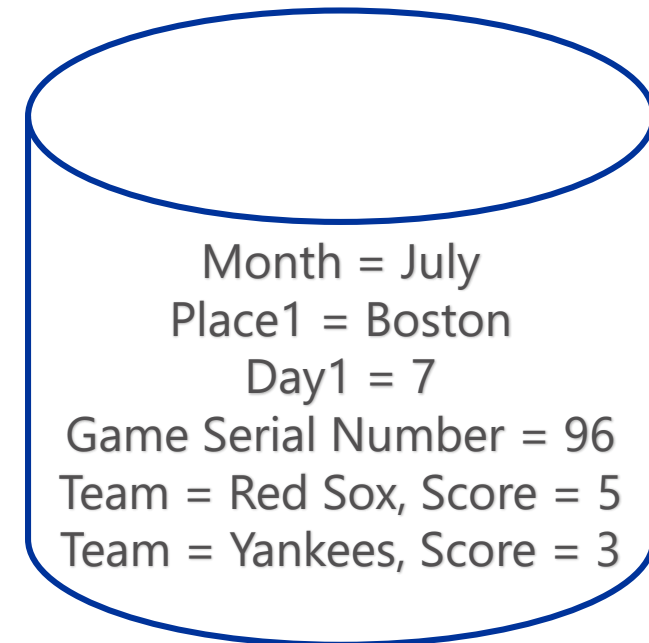 Month = July
Place1 = Boston
Day1 = 7
Game Serial Number = 96
Team = Red Sox, Score = 5
Team = Yankees, Score = 3